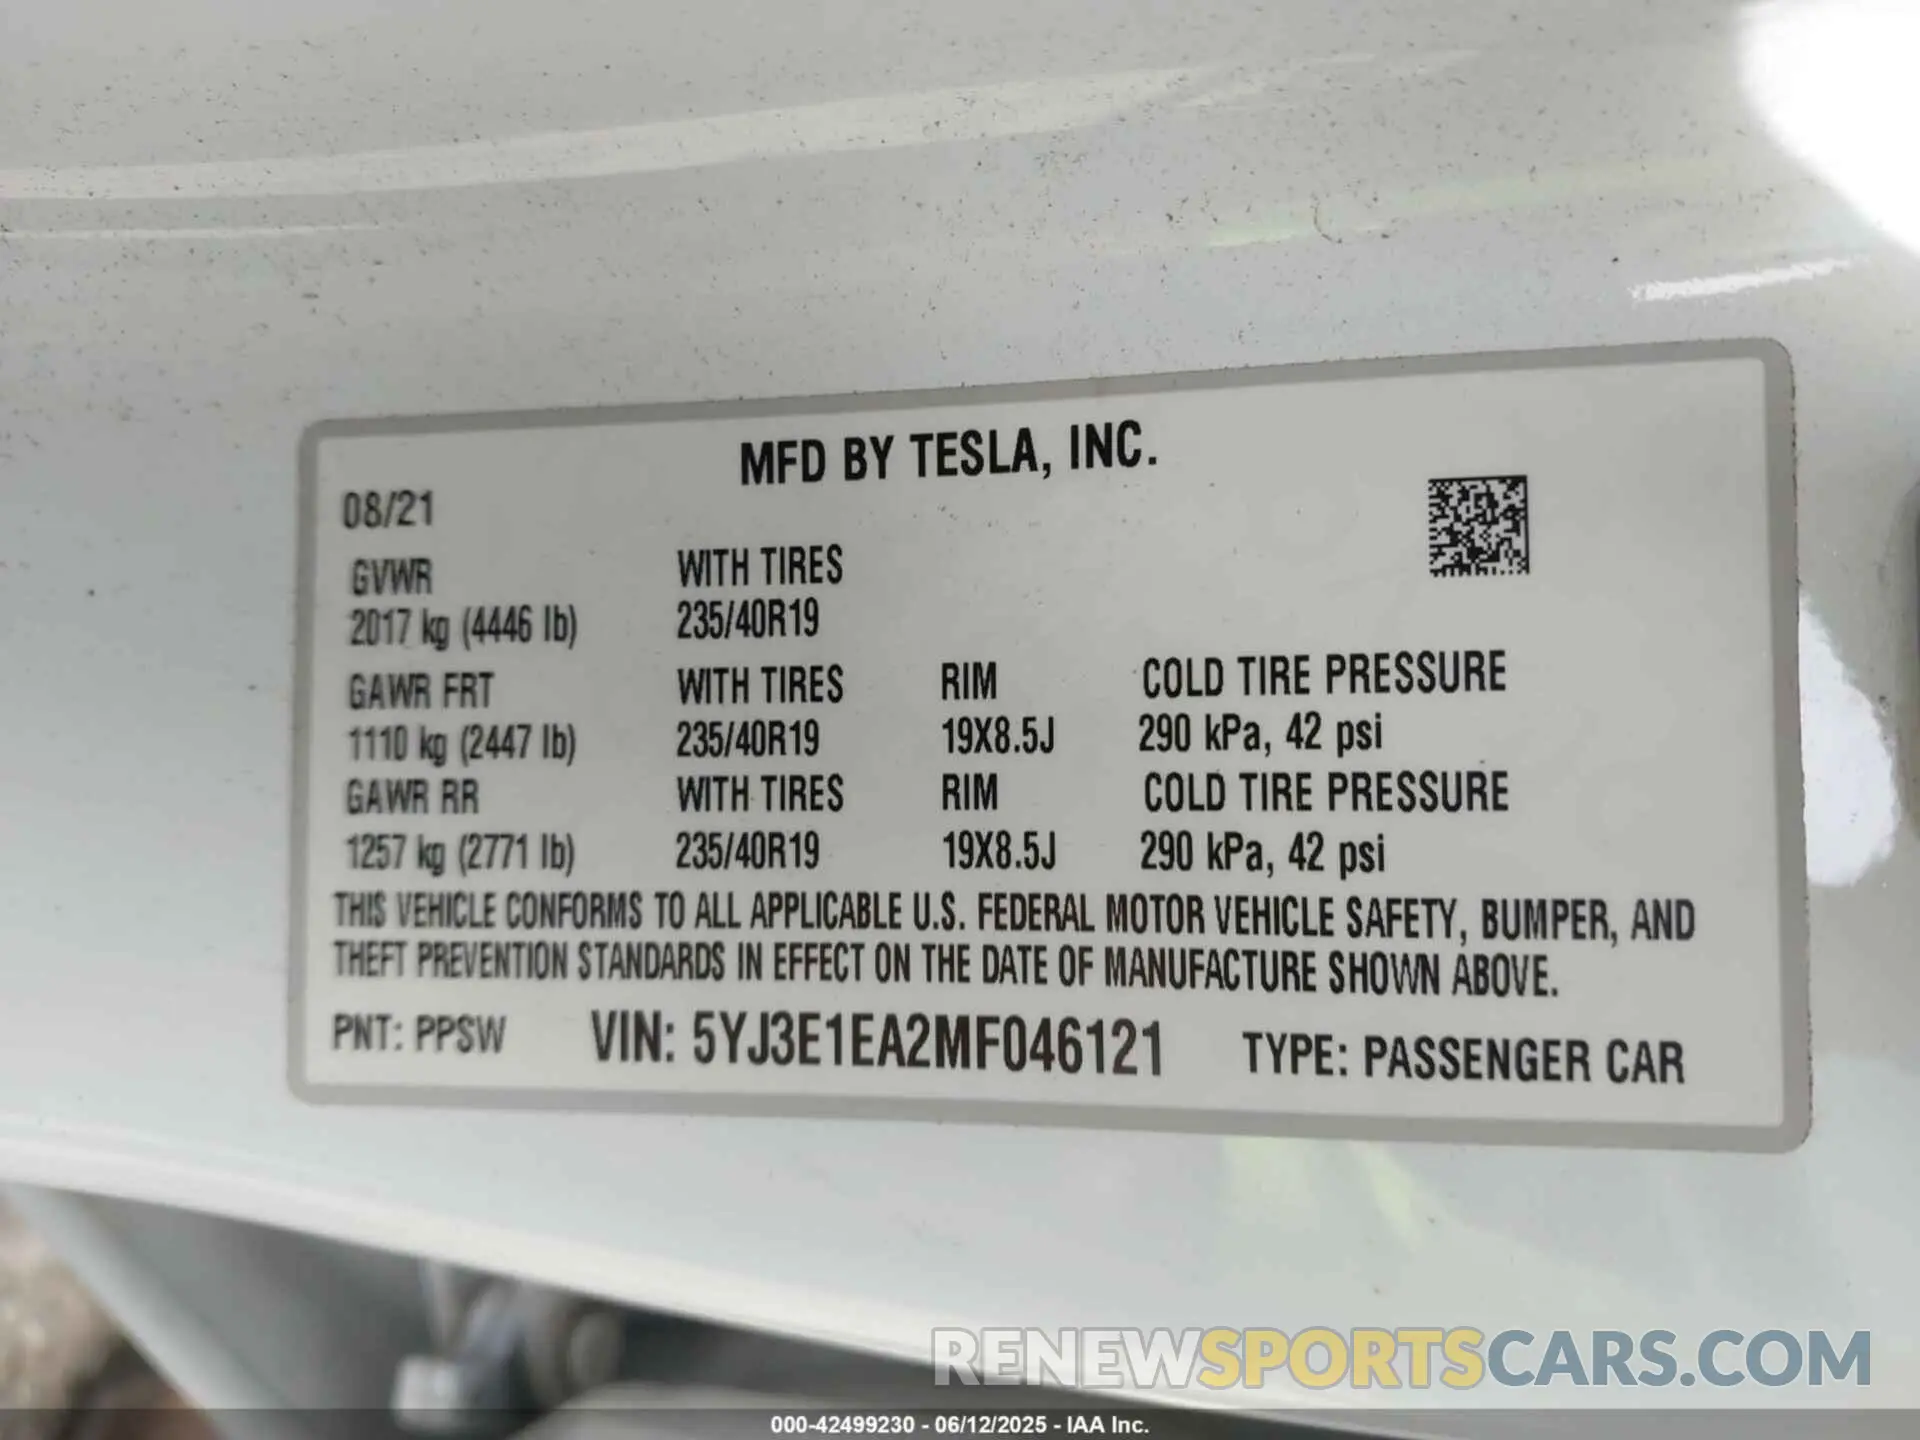 MFD BY TESLA, INC.
08/21
GVWR WITH TIRES
2017 kg (4446 lb) 235/40R19
GAWR FRT WITH TIRES RIM COLD TIRE PRESSURE
1110 kg (2447 lb) 235/40R19 19X8.5J 290 kPa, 42 psi
GAWR RR WITH TIRES RIM COLD TIRE PRESSURE
1257 kg (2771 lb) 235/40R19 19X8.5J 290 kPa, 42 psi
THIS VEHICLE CONFORMS TO ALL APPLICABLE U.S. FEDERAL MOTOR VEHICLE SAFETY, BUMPER, AND
THEFT PREVENTION STANDARDS IN EFFECT ON THE DATE OF MANUFACTURE SHOWN ABOVE.
PNT: PPSW VIN: 5YJ3E1EA2MF046121 TYPE: PASSENGER CAR
RENEWSPORTSCARS.COM
000-42499230 - 06/12/2025 - IAA Inc.